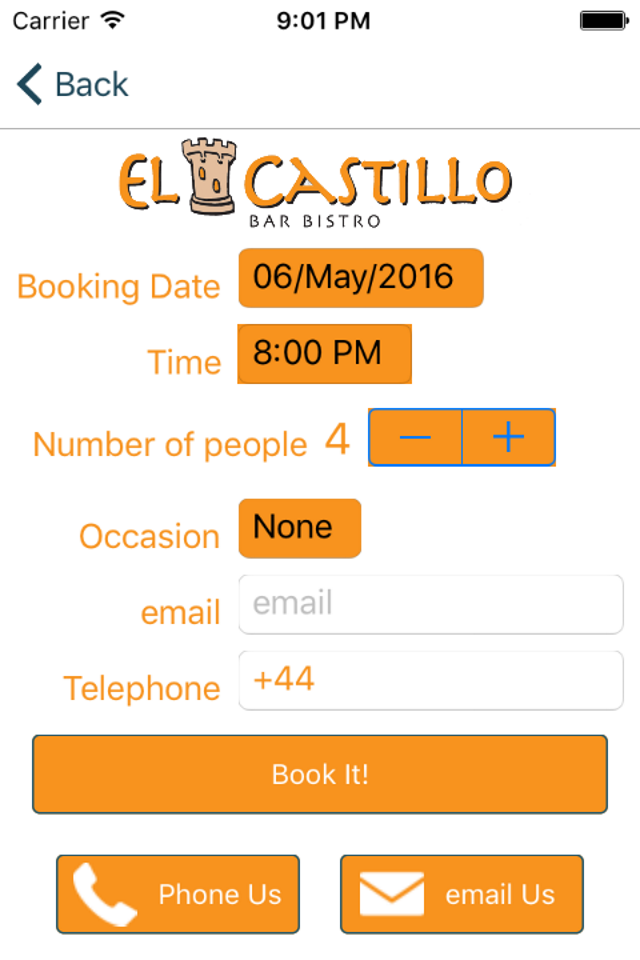 Carrier 9:01 PM
Back
EL CASTILLO
BAR BISTRO
Booking Date 06/May/2016
Time 8:00 PM
Number of people 4 − +
Occasion None
email email
Telephone +44
Book It!
Phone Us email Us